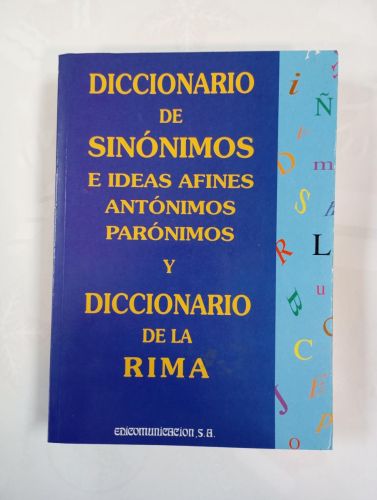 DICCIONARIO
DE
SINÓNIMOS
E IDEAS AFINES
ANTÓNIMOS
PARÓNIMOS
Y
DICCIONARIO
DE LA
RIMA
EDICOMUNICACION, S.A.
i
Ñ
m
S
R
L
u
B
C
E
J
o